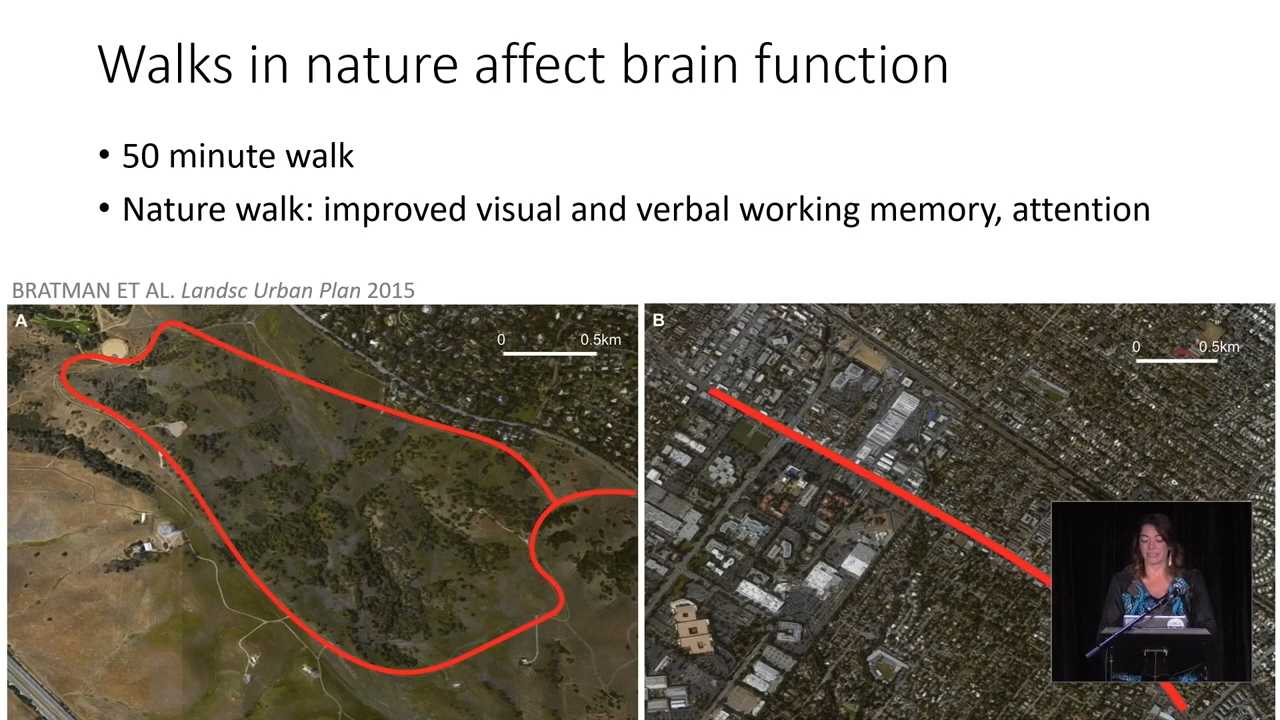 Walks in nature affect brain function
• 50 minute walk
• Nature walk: improved visual and verbal working memory, attention
BRATMAN ET AL. Landsc Urban Plan 2015
A
0 0.5km
B
0 0.5km